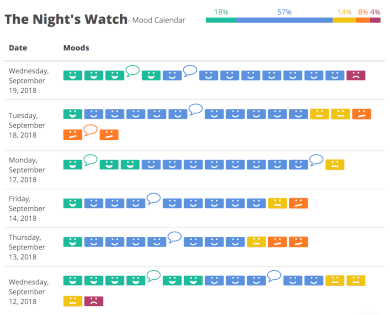 18% 57% 14% 8% 4%
The Night's Watch - Mood Calendar
Date Moods
Wednesday,
September
19, 2018
Tuesday,
September
18, 2018
Monday,
September
17, 2018
Friday,
September
14, 2018
Thursday,
September
13, 2018
Wednesday,
September
12, 2018